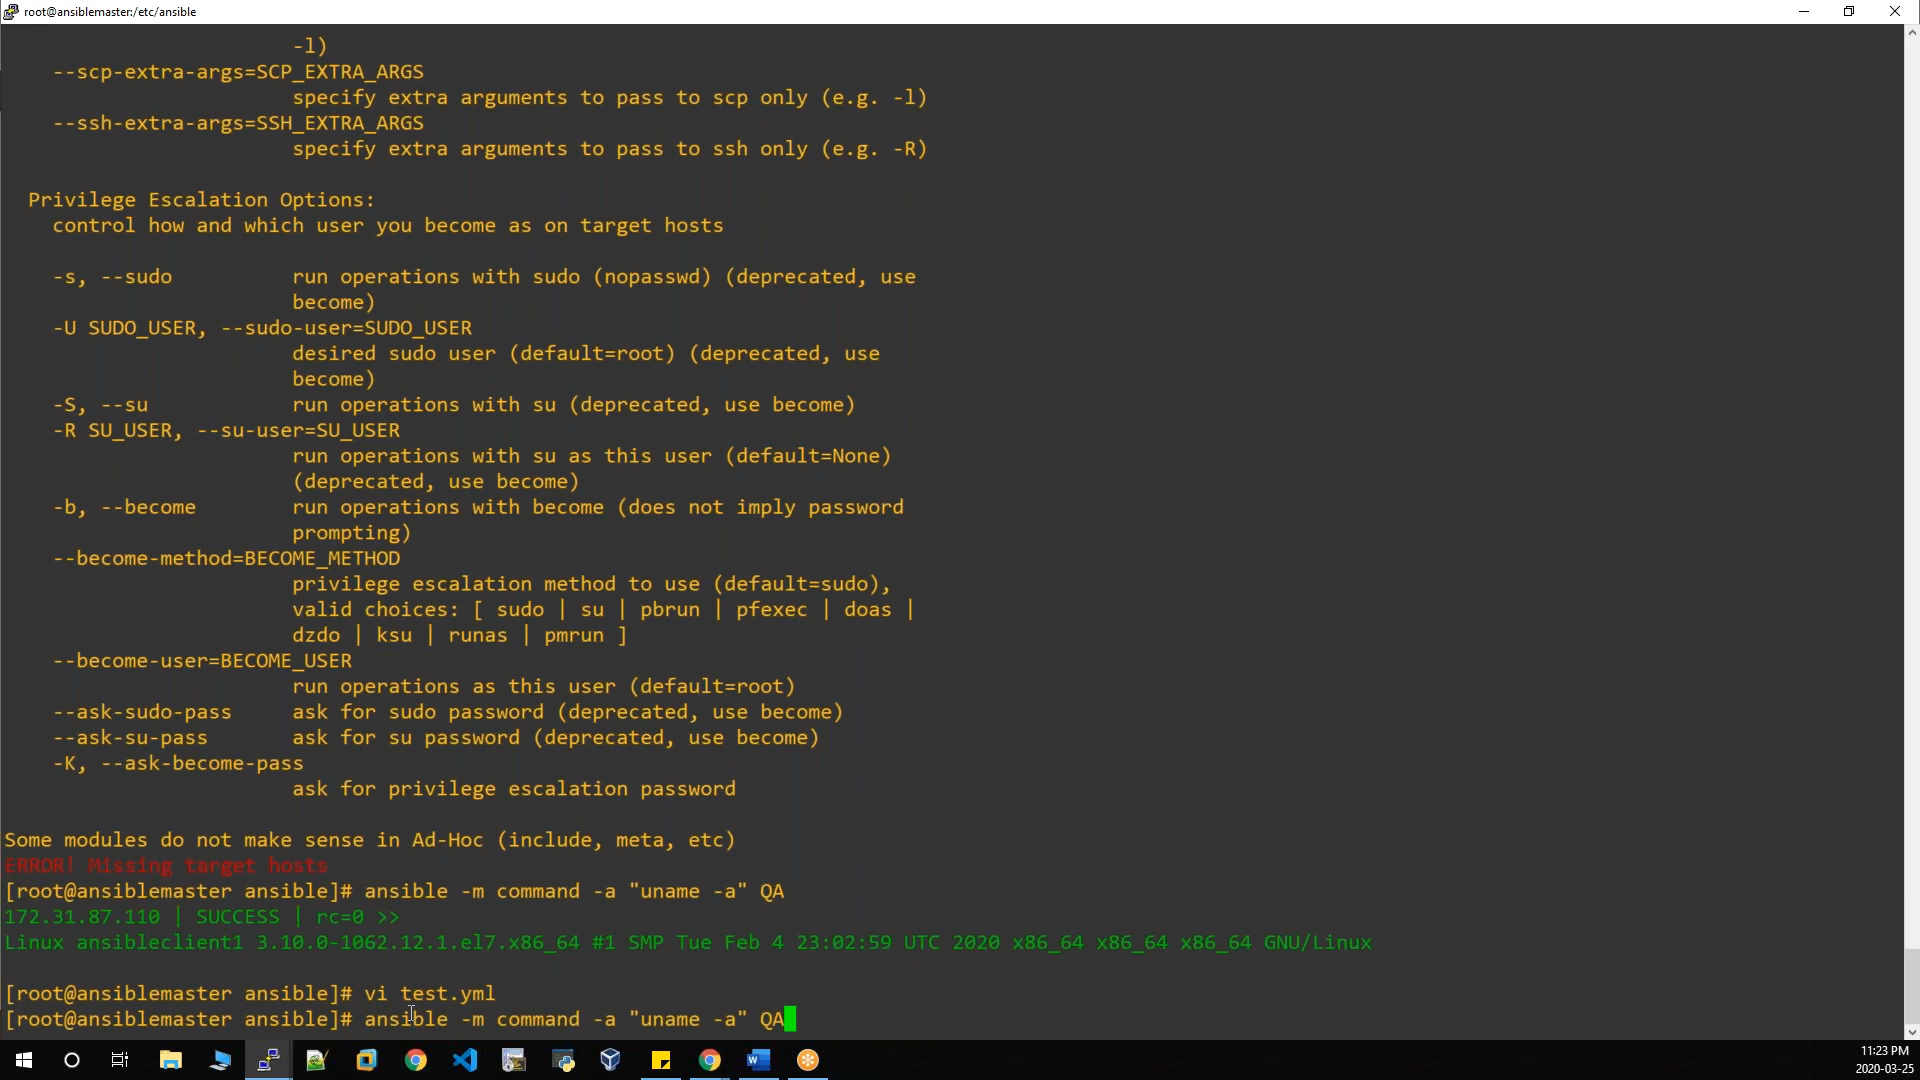 root@ansiblemaster:/etc/ansible
-l)
--scp-extra-args=SCP_EXTRA_ARGS
specify extra arguments to pass to scp only (e.g. -l)
--ssh-extra-args=SSH_EXTRA_ARGS
specify extra arguments to pass to ssh only (e.g. -R)
Privilege Escalation Options:
control how and which user you become as on target hosts
-s, --sudo run operations with sudo (nopasswd) (deprecated, use
become)
-U SUDO_USER, --sudo-user=SUDO_USER
desired sudo user (default=root) (deprecated, use
become)
-S, --su run operations with su (deprecated, use become)
-R SU_USER, --su-user=SU_USER
run operations with su as this user (default=None)
(deprecated, use become)
-b, --become run operations with become (does not imply password
prompting)
--become-method=BECOME_METHOD
privilege escalation method to use (default=sudo),
valid choices: [ sudo | su | pbrun | pfexec | doas |
dzdo | ksu | runas | pmrun ]
--become-user=BECOME_USER
run operations as this user (default=root)
--ask-sudo-pass ask for sudo password (deprecated, use become)
--ask-su-pass ask for su password (deprecated, use become)
-K, --ask-become-pass
ask for privilege escalation password
Some modules do not make sense in Ad-Hoc (include, meta, etc)
ERROR! Missing target hosts
[root@ansiblemaster ansible]# ansible -m command -a "uname -a" QA
172.31.87.110 | SUCCESS | rc=0 >>
Linux ansibleclient1 3.10.0-1062.12.1.el7.x86_64 #1 SMP Tue Feb 4 23:02:59 UTC 2020 x86_64 x86_64 x86_64 GNU/Linux
[root@ansiblemaster ansible]# vi test.yml
[root@ansiblemaster ansible]# ansible -m command -a "uname -a" QA
11:23 PM
2020-03-25